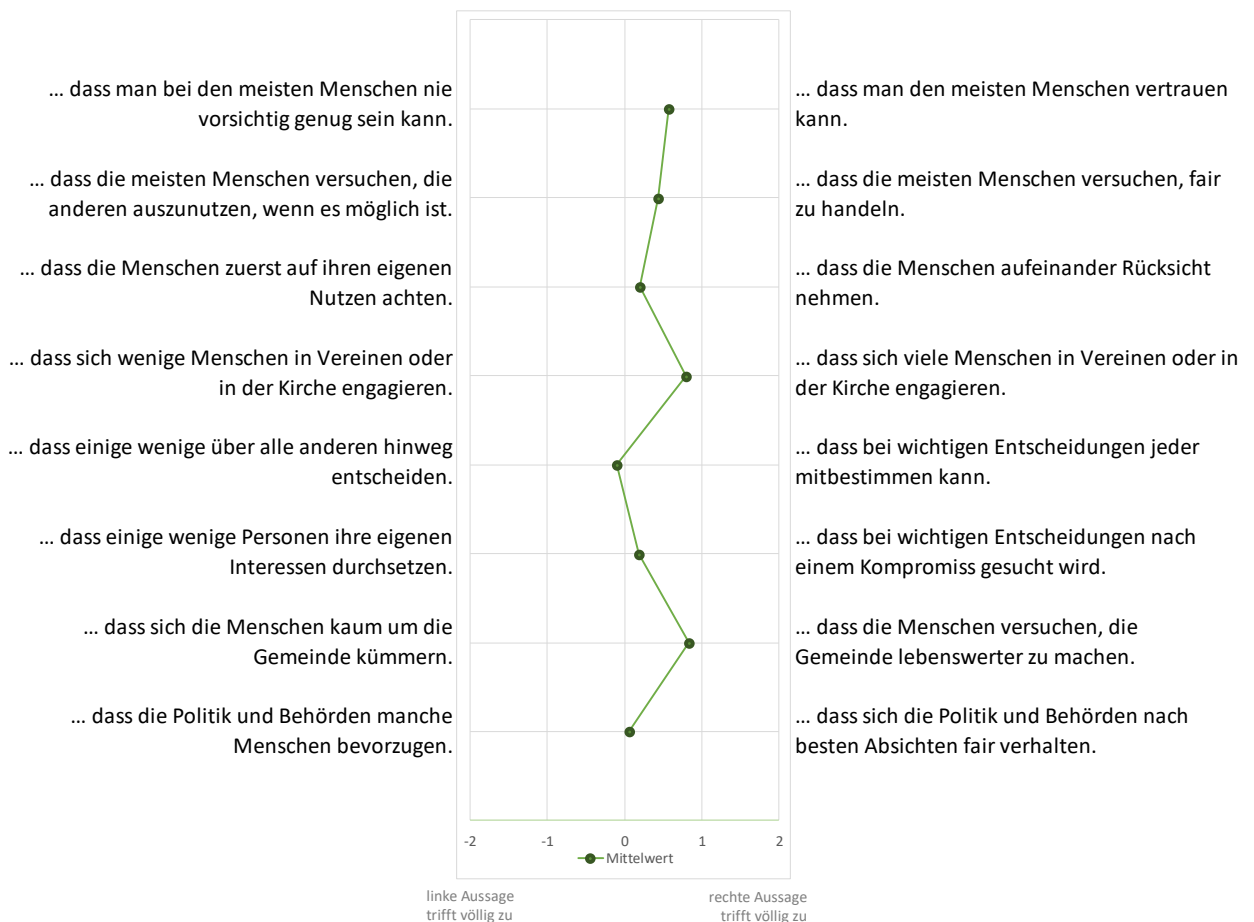 ... dass man bei den meisten Menschen nie
vorsichtig genug sein kann.
... dass man den meisten Menschen vertrauen
kann.
... dass die meisten Menschen versuchen, die
anderen auszunutzen, wenn es möglich ist.
... dass die meisten Menschen versuchen, fair
zu handeln.
... dass die Menschen zuerst auf ihren eigenen
Nutzen achten.
... dass die Menschen aufeinander Rücksicht
nehmen.
... dass sich wenige Menschen in Vereinen oder
in der Kirche engagieren.
... dass sich viele Menschen in Vereinen oder in
der Kirche engagieren.
... dass einige wenige über alle anderen hinweg
entscheiden.
... dass bei wichtigen Entscheidungen jeder
mitbestimmen kann.
... dass einige wenige Personen ihre eigenen
Interessen durchsetzen.
... dass bei wichtigen Entscheidungen nach
einem Kompromiss gesucht wird.
... dass sich die Menschen kaum um die
Gemeinde kümmern.
... dass die Menschen versuchen, die
Gemeinde lebenswerter zu machen.
... dass die Politik und Behörden manche
Menschen bevorzugen.
... dass sich die Politik und Behörden nach
besten Absichten fair verhalten.
-2 -1 0 1 2
Mittelwert
linke Aussage
trifft völlig zu
rechte Aussage
trifft völlig zu